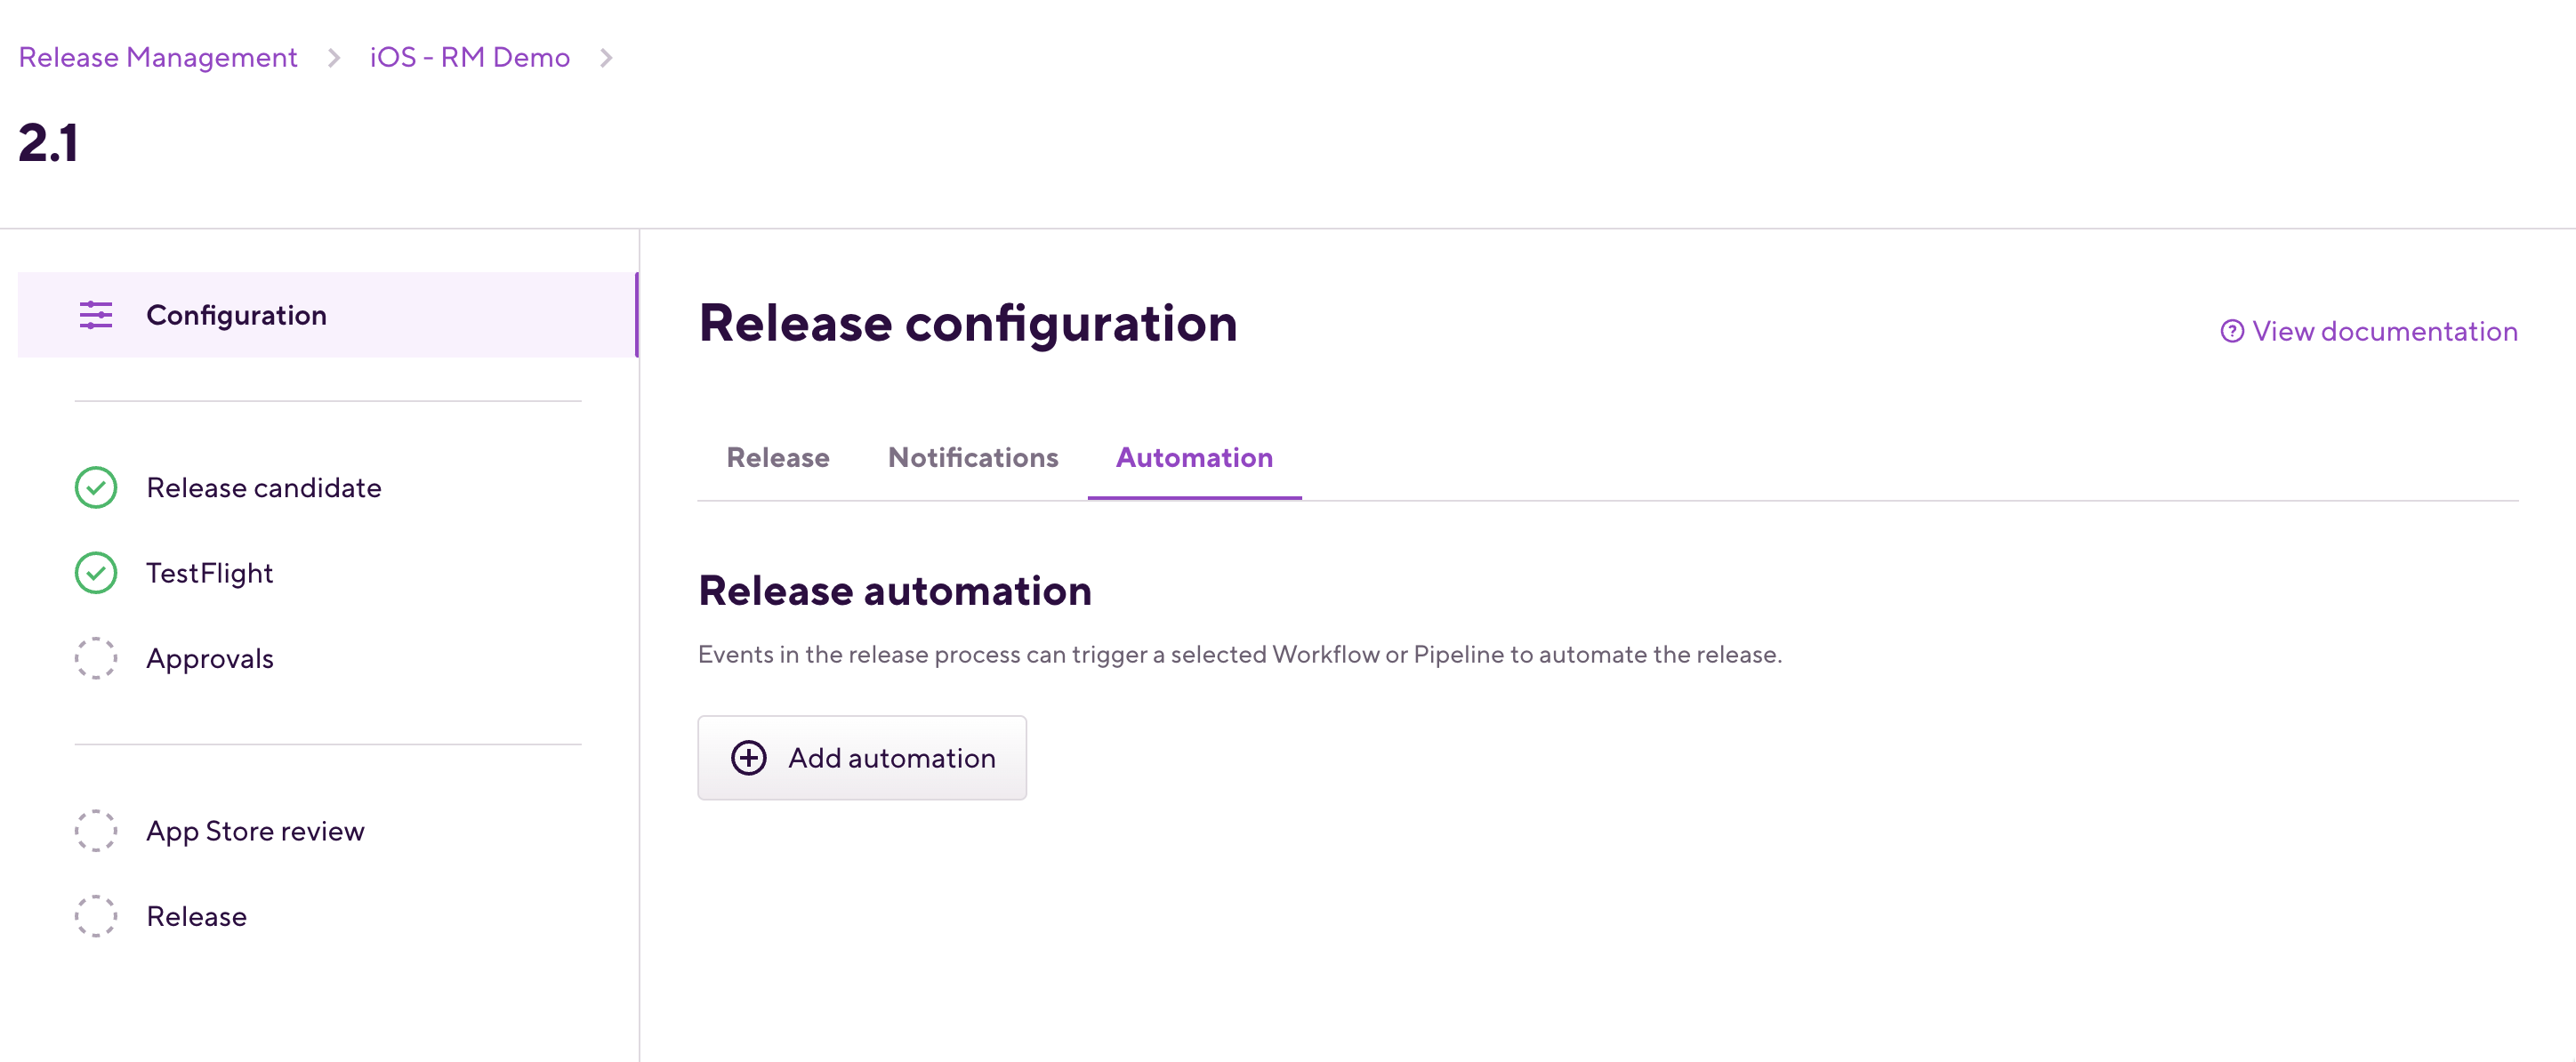 Release Management
iOS - RM Demo
2.1
Configuration
Release candidate
TestFlight
Approvals
App Store review
Release
Release configuration
View documentation
Release
Notifications
Automation
Release automation
Events in the release process can trigger a selected Workflow or Pipeline to automate the release.
Add automation